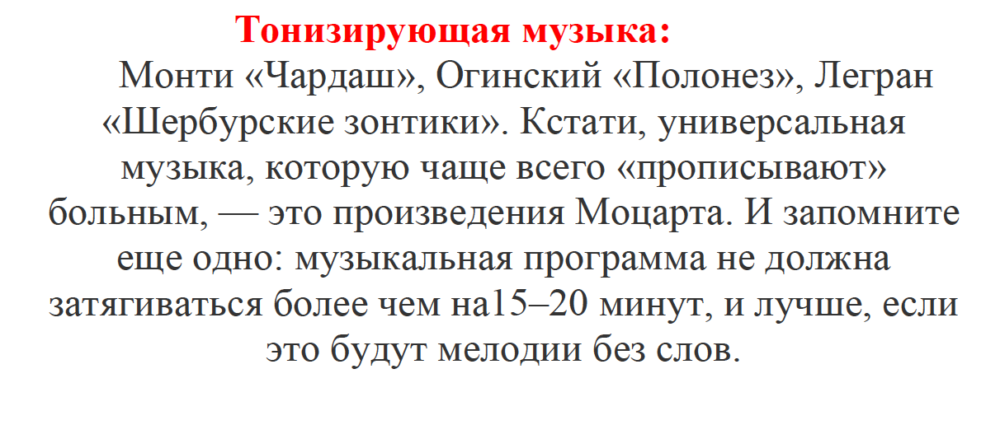 Тонизирующая музыка:
Монти «Чардаш», Огинский «Полонез», Легран
«Шербурские зонтики». Кстати, универсальная
музыка, которую чаще всего «прописывают»
больным, — это произведения Моцарта. И запомните
еще одно: музыкальная программа не должна
затягиваться более чем на15–20 минут, и лучше, если
это будут мелодии без слов.